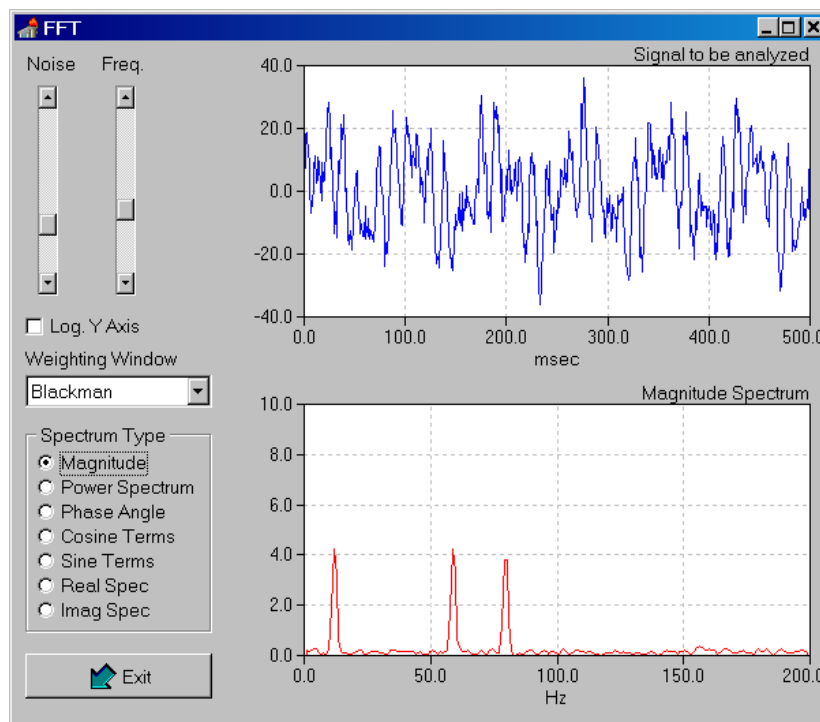 FFT
Noise
Freq.
Log. Y Axis
Weighting Window
Blackman
Spectrum Type
Magnitude
Power Spectrum
Phase Angle
Cosine Terms
Sine Terms
Real Spec
Imag Spec
Exit
Signal to be analyzed
40.0
20.0
0.0
-20.0
-40.0
0.0 100.0 200.0 300.0 400.0 500.0
msec
Magnitude Spectrum
10.0
8.0
6.0
4.0
2.0
0.0
0.0 50.0 100.0 150.0 200.0
Hz